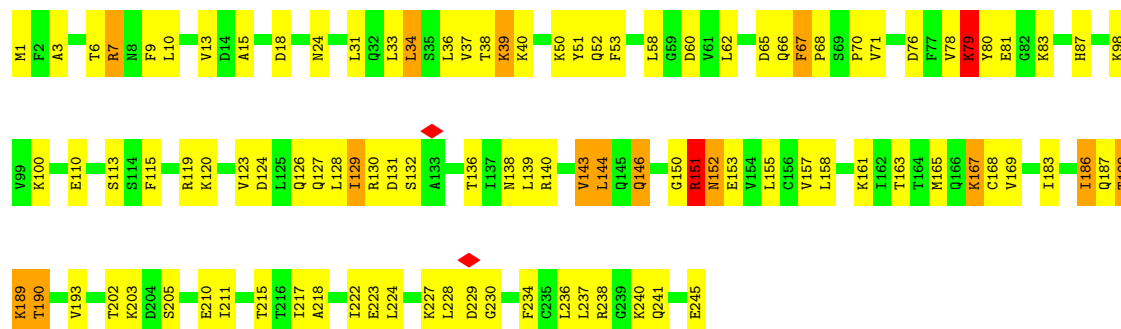 M1 F2 A3 T6 R7 N8 F9 L10 V13 D14 A15 D18 N24 L31 Q32 L33 L34 S35 L36 V37 T38 K39 K40 K50 Y51 Q52 F53 L58 G59 D60 V61 L62 D65 Q66 F67 P68 S69 P70 V71 D76 F77 V78 K79 Y80 E81 G82 K83 H87 K98
V99 K100 E110 S113 S114 F115 R119 K120 V123 D124 L125 Q126 Q127 L128 I129 R130 D131 S132 A133 T136 I137 N138 L139 R140 V143 L144 Q145 Q146 G150 R151 N152 E153 V154 L155 C156 V157 L158 K161 I162 T163 T164 M165 Q166 K167 C168 V169 I183 I186 Q187
K189 T190 V193 T202 K203 D204 S205 E210 I211 T215 T216 I217 A218 I222 E223 L224 K227 L228 D229 G230 F234 C235 L236 L237 R238 G239 K240 Q241 E245